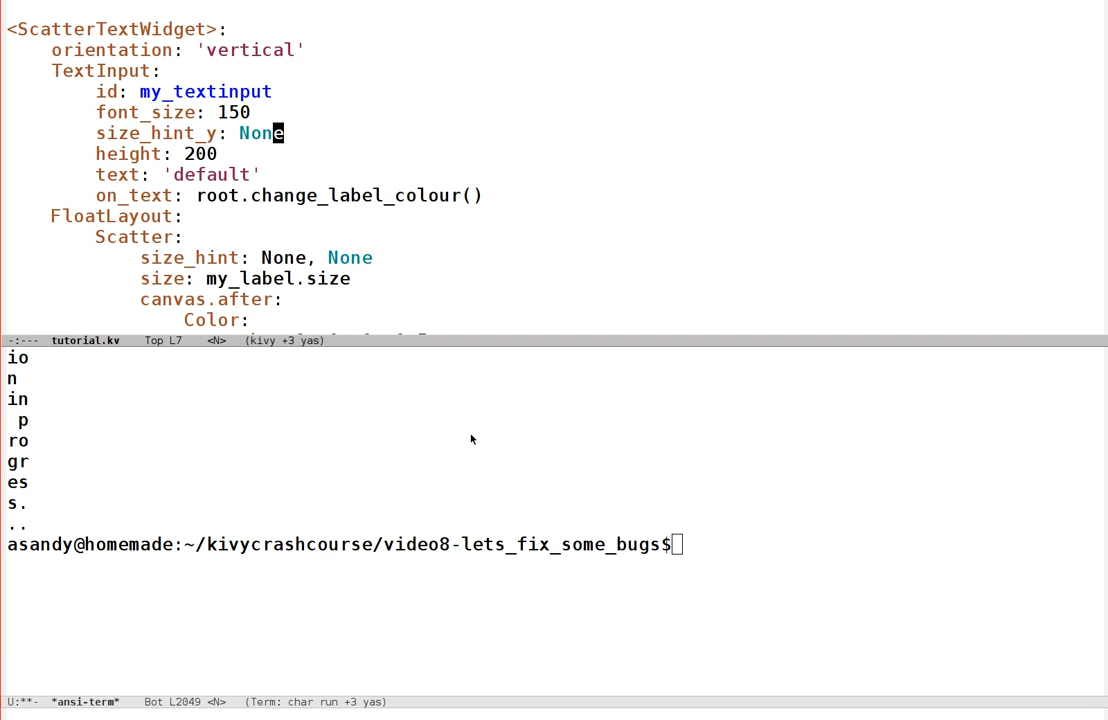 <ScatterTextWidget>:
    orientation: 'vertical'
    TextInput:
        id: my_textinput
        font_size: 150
        size_hint_y: None
        height: 200
        text: 'default'
        on_text: root.change_label_colour()
    FloatLayout:
        Scatter:
            size_hint: None, None
            size: my_label.size
            canvas.after:
                Color:
-:---  tutorial.kv    Top L7    <N>   (kivy +3 yas)
io
n
in
 p
ro
gr
es
s.
..
asandy@homemade:~/kivycrashcourse/video8-lets_fix_some_bugs$
U:**-  *ansi-term*    Bot L2049 <N>   (Term: char run +3 yas)